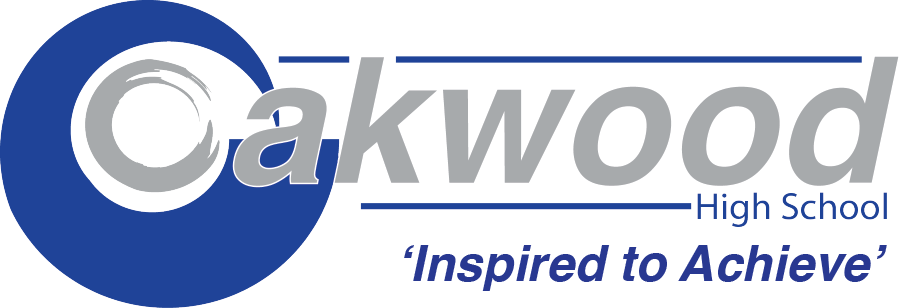 Oakwood
High School
‘Inspired to Achieve’